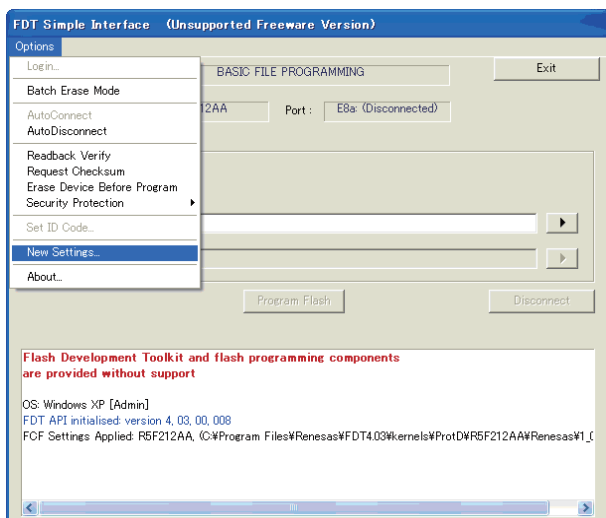 FDT Simple Interface (Unsupported Freeware Version)
Options
Login...
BASIC FILE PROGRAMMING
Exit
Batch Erase Mode
12AA
Port :
E8a: (Disconnected)
AutoConnect
AutoDisconnect
Readback Verify
Request Checksum
Erase Device Before Program
Security Protection
Set ID Code...
New Settings...
About...
Program Flash
Disconnect
Flash Development Toolkit and flash programming components
are provided without support
OS: Windows XP [Admin]
FDT API initialised: version 4, 03, 00, 008
FCF Settings Applied: R5F212AA, (C:¥Program Files¥Renesas¥FDT4.03¥kernels¥ProtD¥R5F212AA¥Renesas¥1_